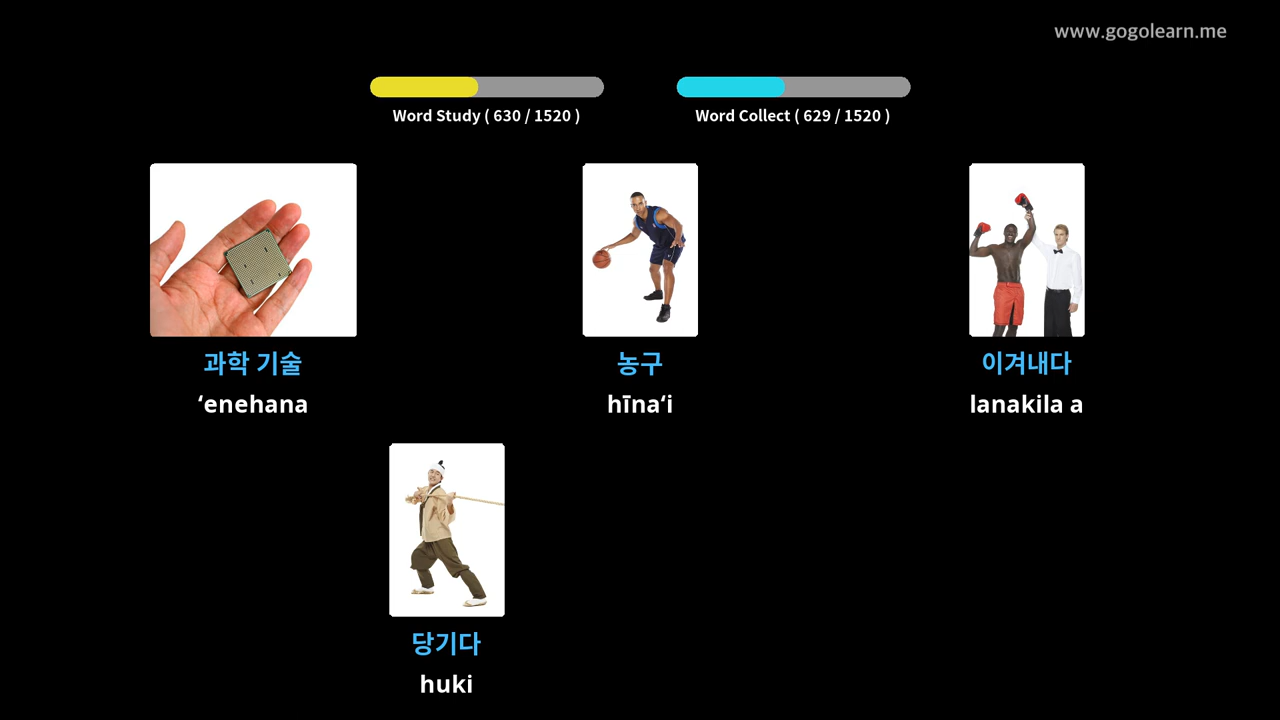 www.gogolearn.me
Word Study ( 630 / 1520 )
Word Collect ( 629 / 1520 )
과학 기술
ʻenehana
농구
hīnaʻi
이겨내다
lanakila a
당기다
huki